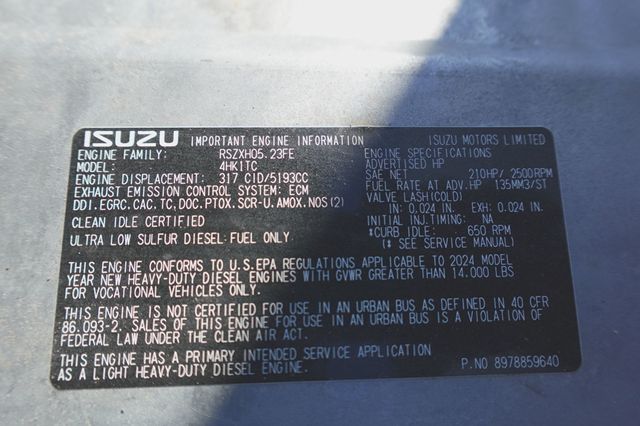 ISUZU IMPORTANT ENGINE INFORMATION ISUZU MOTORS LIMITED
ENGINE FAMILY: RSZXH05.23FE
MODEL: 4HK1TC
ENGINE DISPLACEMENT: 317 CID/5193CC
EXHAUST EMISSION CONTROL SYSTEM: ECM
DDI.EGRC.CAC.TC,DOC.PTOX.SCR-U.AMOX.NOS(2)
CLEAN IDLE CERTIFIED
ULTRA LOW SULFUR DIESEL FUEL ONLY
ENGINE SPECIFICATIONS:
ADVERTISED HP
SAE NET 210HP/ 2500RPM
FUEL RATE AT ADV.HP 135MM3/ST
VALVE LASH(COLD)
IN: 0.024 IN. EXH: 0.024 IN.
INITIAL INJ.TIMING: NA
*CURB IDLE: 650 RPM
(* SEE SERVICE MANUAL)
THIS ENGINE CONFORMS TO U.S.EPA REGULATIONS APPLICABLE TO 2024 MODEL
YEAR NEW HEAVY-DUTY DIESEL ENGINES WITH GVWR GREATER THAN 14.000 LBS
FOR VOCATIONAL VEHICLES ONLY.
THIS ENGINE IS NOT CERTIFIED FOR USE IN AN URBAN BUS AS DEFINED IN 40 CFR
86.093-2. SALES OF THIS ENGINE FOR USE IN AN URBAN BUS IS A VIOLATION OF
FEDERAL LAW UNDER THE CLEAN AIR ACT.
THIS ENGINE HAS A PRIMARY INTENDED SERVICE APPLICATION
AS A LIGHT HEAVY-DUTY DIESEL ENGINE.
P.NO 8978859640